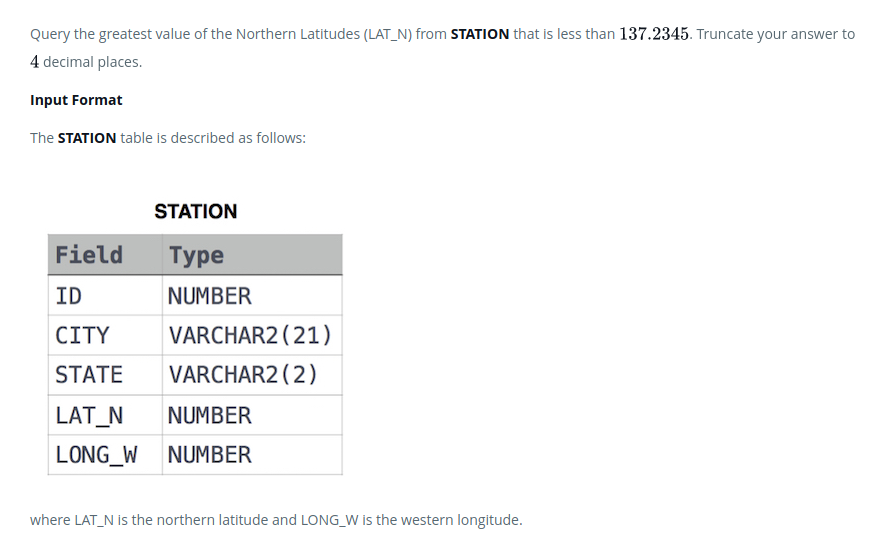 Query the greatest value of the Northern Latitudes (LAT_N) from STATION that is less than 137.2345. Truncate your answer to
4 decimal places.
Input Format
The STATION table is described as follows:
STATION
Field Type
ID NUMBER
CITY VARCHAR2(21)
STATE VARCHAR2(2)
LAT_N NUMBER
LONG_W NUMBER
where LAT_N is the northern latitude and LONG_W is the western longitude.